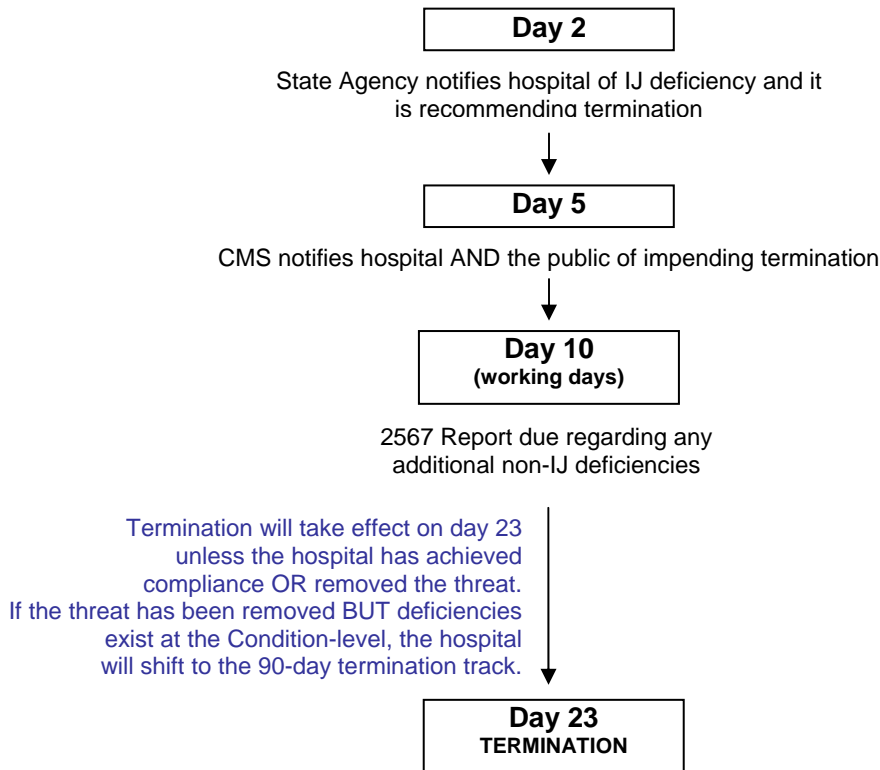 Day 2
State Agency notifies hospital of IJ deficiency and it
is recommending termination
Day 5
CMS notifies hospital AND the public of impending termination
Day 10
(working days)
2567 Report due regarding any
additional non-IJ deficiencies
Termination will take effect on day 23
unless the hospital has achieved
compliance OR removed the threat.
If the threat has been removed BUT deficiencies
exist at the Condition-level, the hospital
will shift to the 90-day termination track.
Day 23
TERMINATION